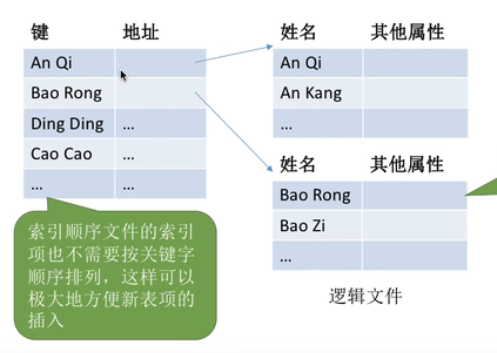 键 地址
An Qi
Bao Rong
Ding Ding ...
Cao Cao ...
... ...
索引顺序文件的索引
项也不需要按关键字
顺序排列，这样可以
极大地方便新表项的
插入
姓名 其他属性
An Qi
An Kang
...
姓名 其他属性
Bao Rong
Bao Zi
...
逻辑文件